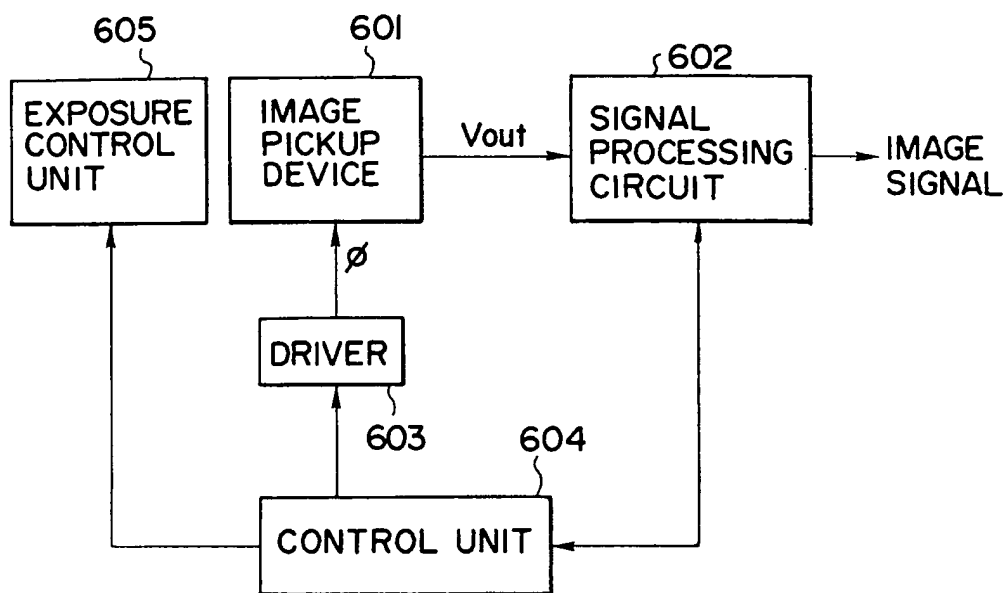 605
601
602
EXPOSURE
CONTROL
UNIT
IMAGE
PICKUP
DEVICE
Vout
SIGNAL
PROCESSING
CIRCUIT
IMAGE
SIGNAL
ø
DRIVER
603
604
CONTROL UNIT